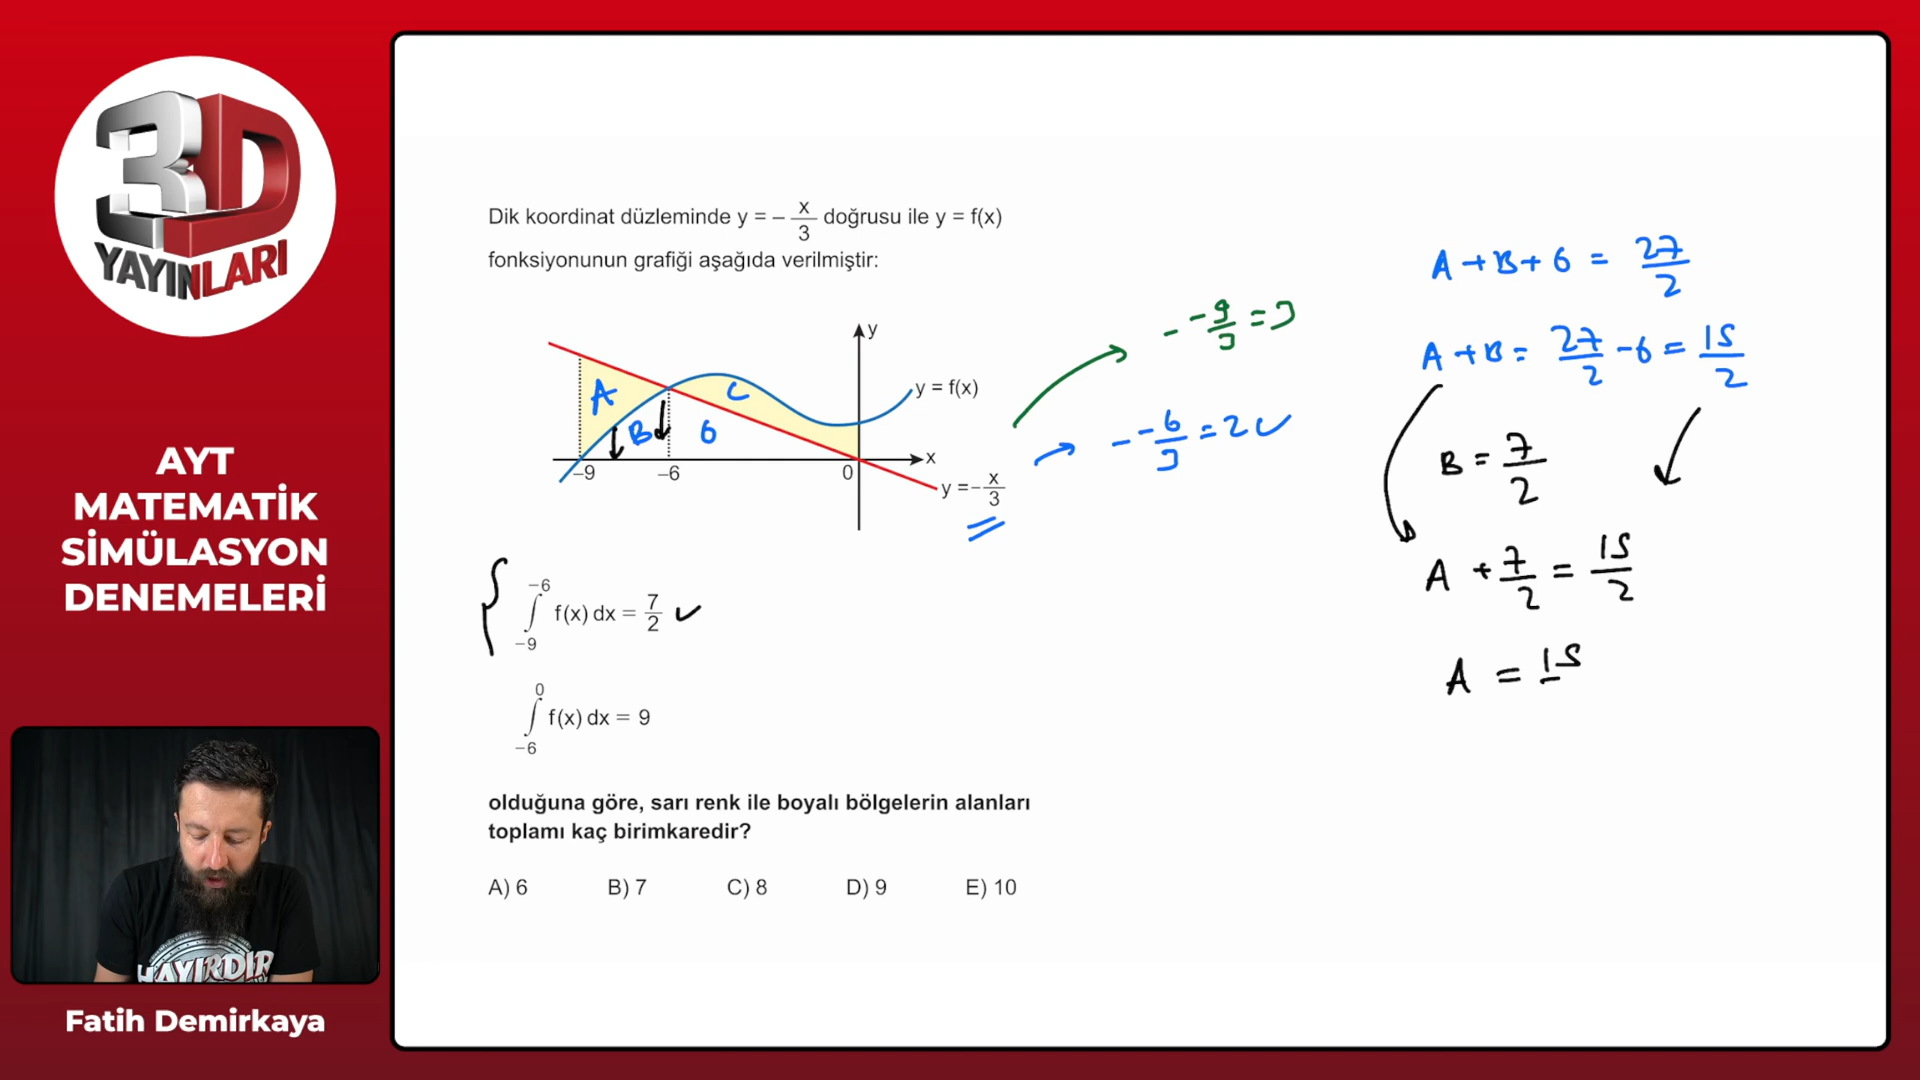 3D
YAYINLARI
AYT
MATEMATİK
SİMÜLASYON
DENEMELERİ
HAYIRDIR
Fatih Demirkaya
Dik koordinat düzleminde y = – x/3 doğrusu ile y = f(x)
fonksiyonunun grafiği aşağıda verilmiştir:
y
A
C
y = f(x)
B
6
x
–9
–6
0
y = – x/3
∫_{–9}^{–6} f(x) dx = 7/2 ✓
∫_{–6}^{0} f(x) dx = 9
olduğuna göre, sarı renk ile boyalı bölgelerin alanları
toplamı kaç birimkaredir?
A) 6 B) 7 C) 8 D) 9 E) 10
- -9/3 = 3
- -6/3 = 2 ✓
A + B + 6 = 27/2
A + B = 27/2 - 6 = 15/2
B = 7/2
A + 7/2 = 15/2
A = 15